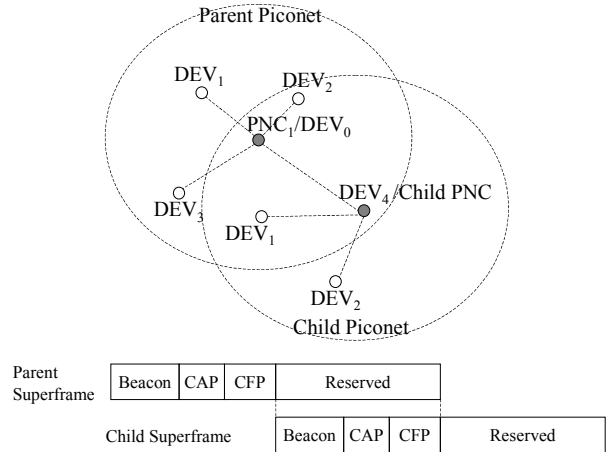 Parent Piconet
DEV1
DEV2
PNC1/DEV0
DEV4/Child PNC
DEV3
DEV1
DEV2
Child Piconet
Parent Superframe
Beacon CAP CFP Reserved
Child Superframe
Beacon CAP CFP Reserved